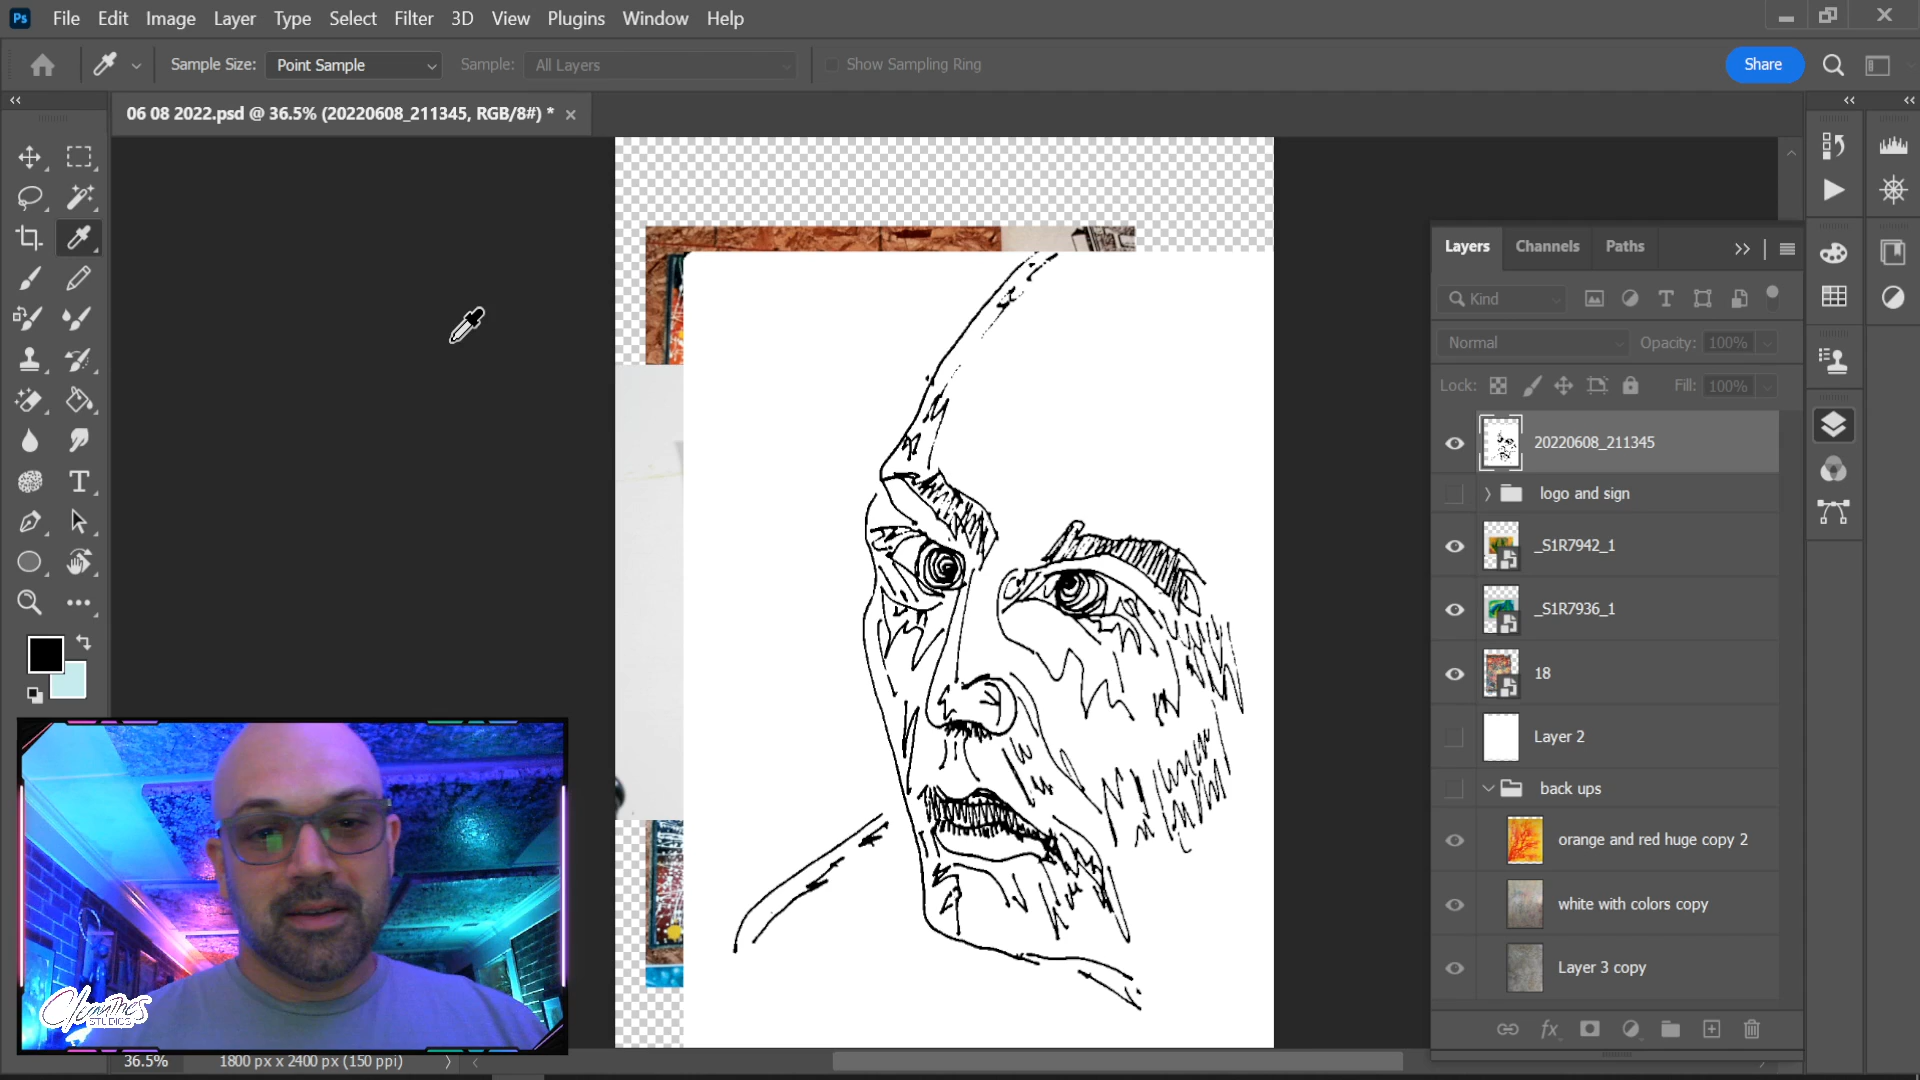 Ps File Edit Image Layer Type Select Filter 3D View Plugins Window Help
Sample Size: Point Sample Sample: All Layers Show Sampling Ring Share
06 08 2022.psd @ 36.5% (20220608_211345, RGB/8#) *
Layers Channels Paths
Kind
Normal Opacity: 100%
Lock: Fill: 100%
20220608_211345
logo and sign
_S1R7942_1
_S1R7936_1
18
Layer 2
back ups
orange and red huge copy 2
white with colors copy
Layer 3 copy
Cleanthes
STUDIOS
36.5% 1800 px x 2400 px (150 ppi)